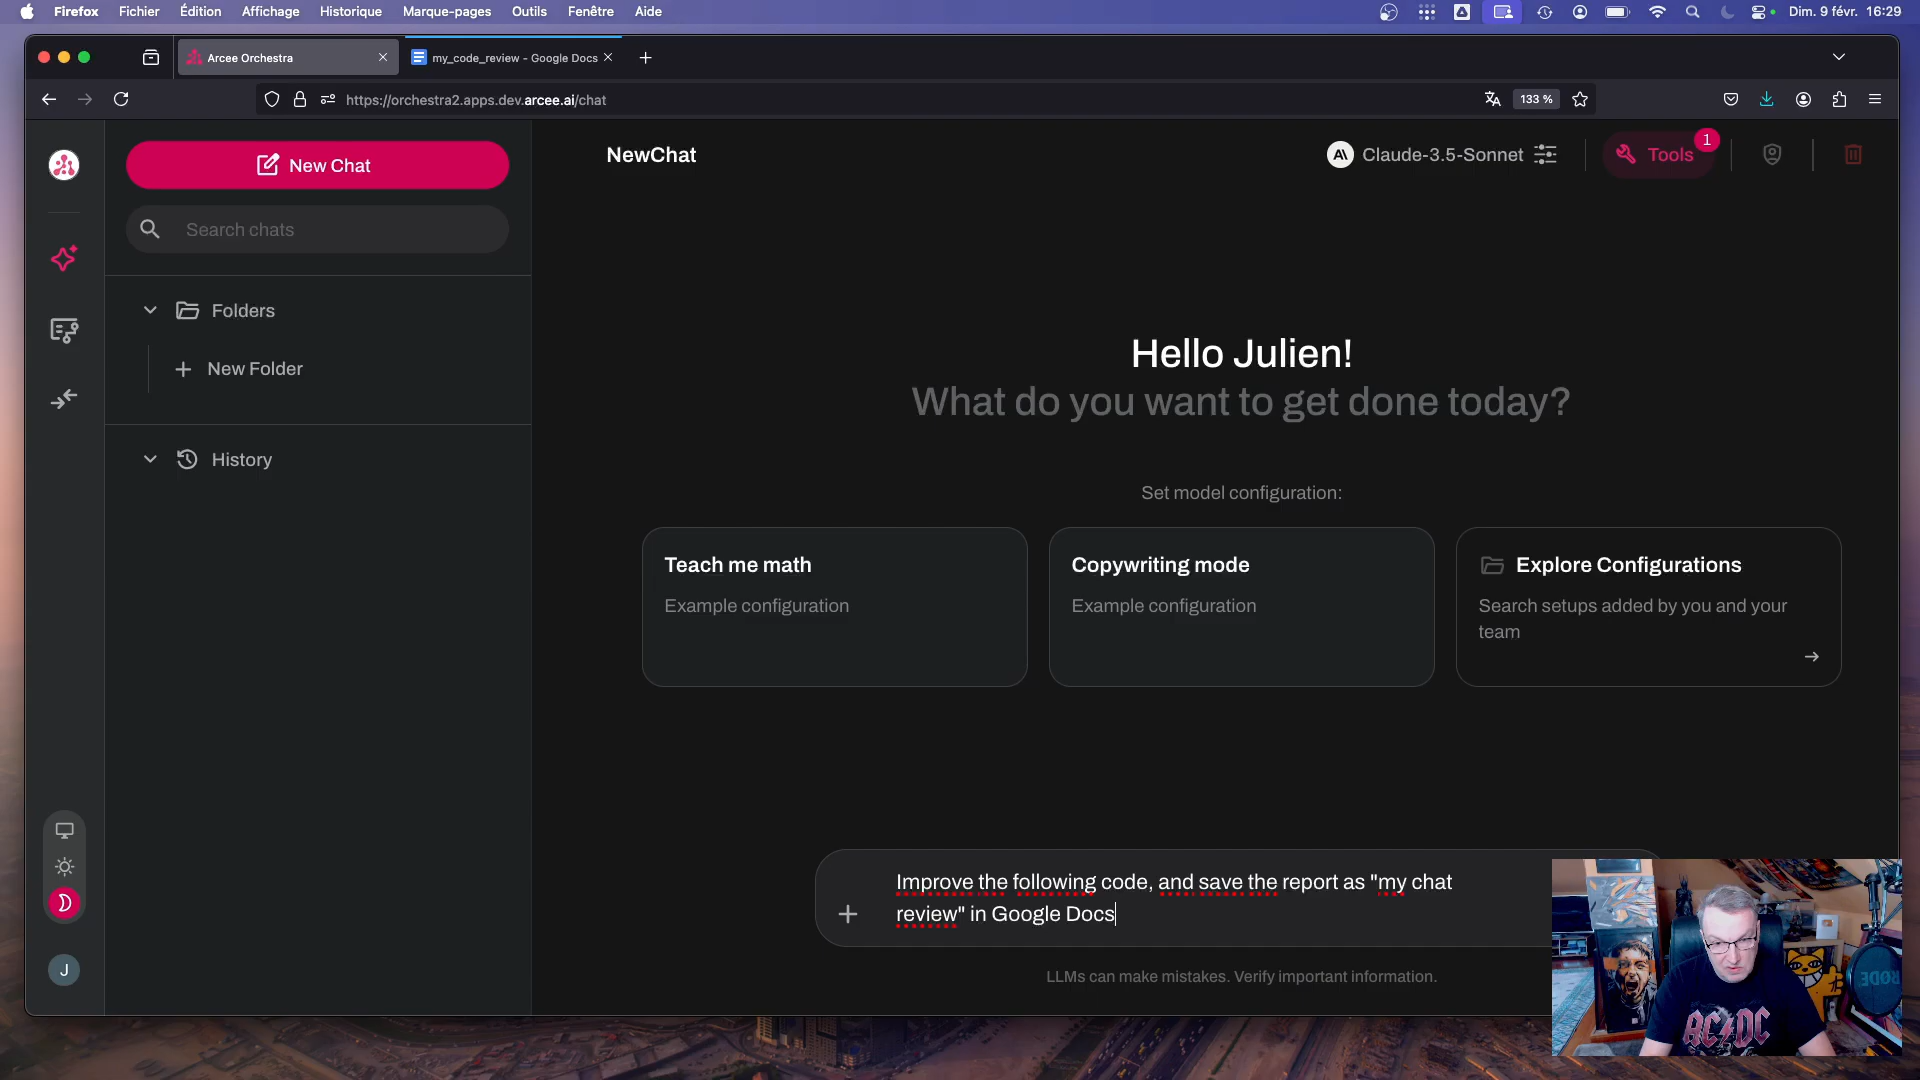 Firefox Fichier Édition Affichage Historique Marque-pages Outils Fenêtre Aide Dim. 9 févr. 16:29
Arcee Orchestra
my_code_review - Google Docs
https://orchestra2.apps.dev.arcee.ai/chat
133 %
New Chat
NewChat
Claude-3.5-Sonnet
Tools
1
Search chats
Folders
New Folder
History
Hello Julien!
What do you want to get done today?
Set model configuration:
Teach me math
Example configuration
Copywriting mode
Example configuration
Explore Configurations
Search setups added by you and your
team
Improve the following code, and save the report as "my chat
review" in Google Docs
LLMs can make mistakes. Verify important information.
J
AC/DC
RODE